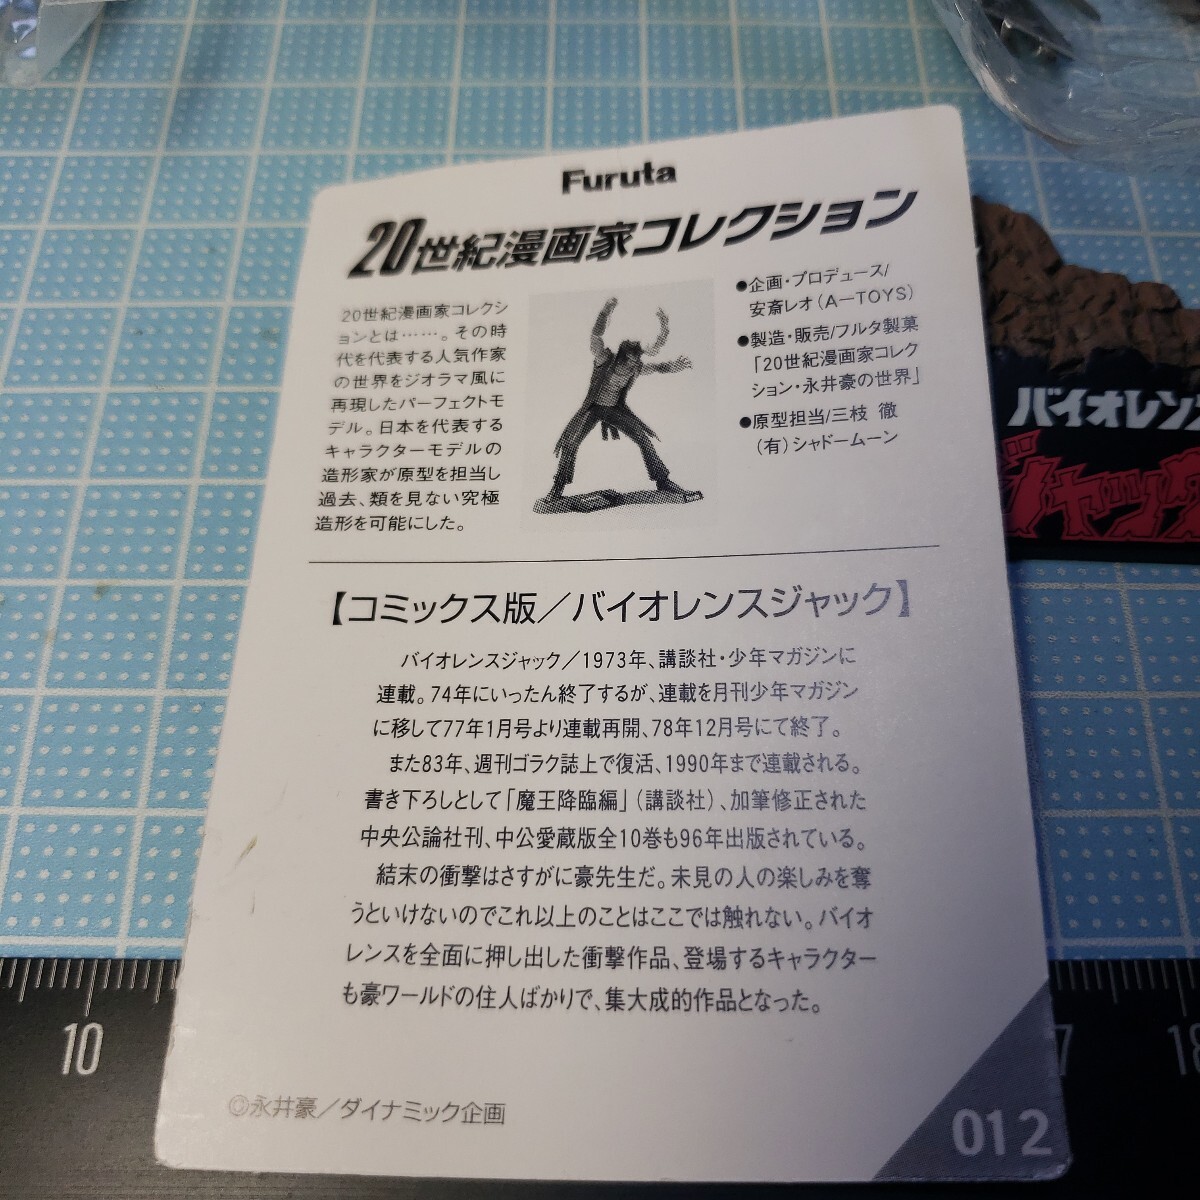 Furuta
20世紀漫画家コレクション
20世紀漫画家コレクシ
ョンとは……。その時
代を代表する人気作家
の世界をジオラマ風に
再現したパーフェクトモ
デル。日本を代表する
キャラクターモデルの
造形家が原型を担当し
過去、類を見ない究極
造形を可能にした。
●企画・プロデュース/
安斎レオ（A-TOYS）
●製造・販売/フルタ製菓
「20世紀漫画家コレク
ション・永井豪の世界」
●原型担当/三枝 徹
（有）シャドームーン
【コミックス版／バイオレンスジャック】
バイオレンスジャック／1973年、講談社・少年マガジンに
連載。74年にいったん終了するが、連載を月刊少年マガジン
に移して77年1月号より連載再開、78年12月号にて終了。
また83年、週刊ゴラク誌上で復活、1990年まで連載される。
書き下ろしとして「魔王降臨編」（講談社）、加筆修正された
中央公論社刊、中公愛蔵版全10巻も96年出版されている。
結末の衝撃はさすがに豪先生だ。未見の人の楽しみを奪
うといけないのでこれ以上のことはここでは触れない。バイオ
レンスを全面に押し出した衝撃作品、登場するキャラクター
も豪ワールドの住人ばかりで、集大成的作品となった。
©永井豪／ダイナミック企画
012
バイオレンス
ジャック
10
7
18